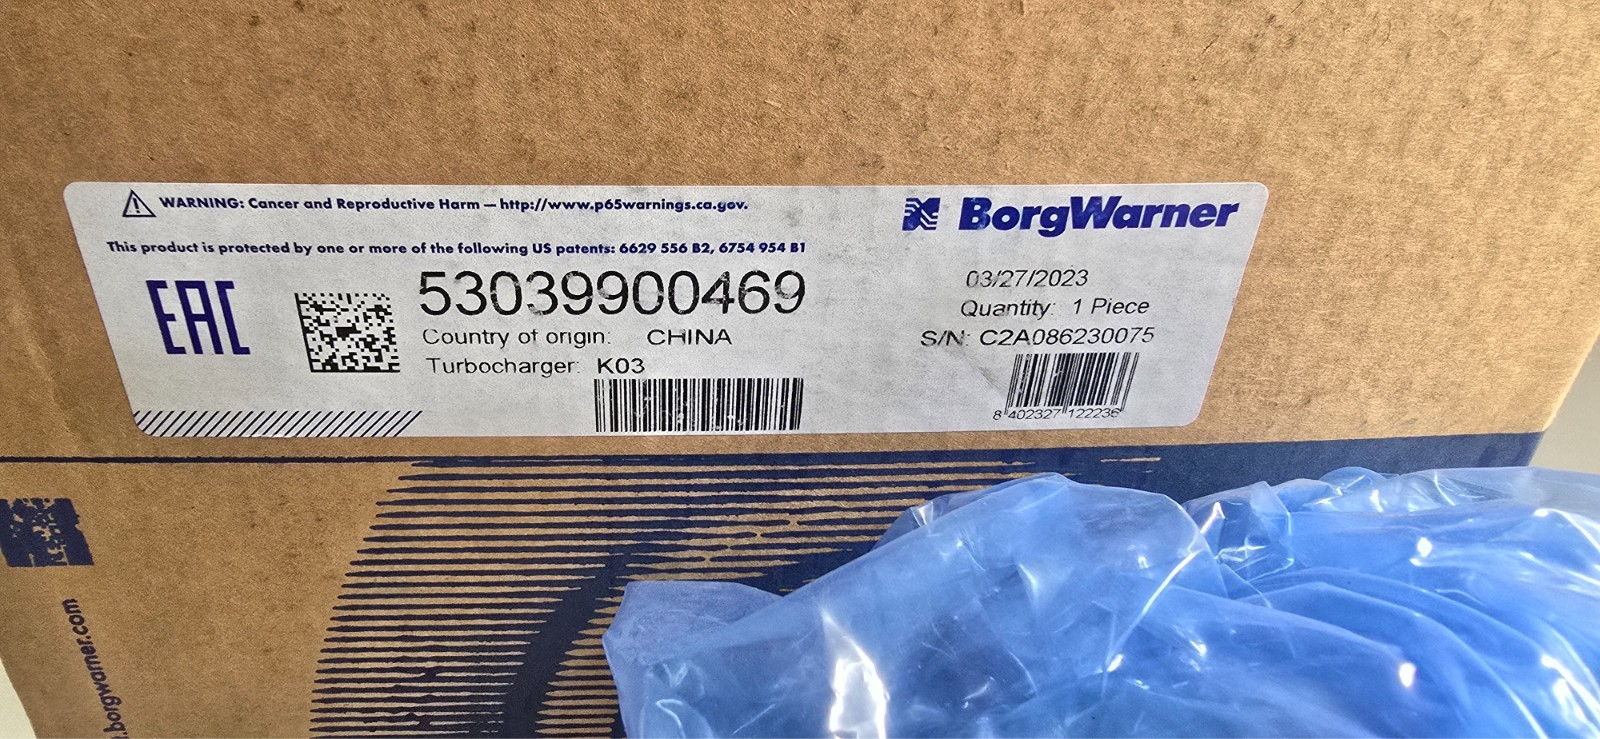 WARNING: Cancer and Reproductive Harm — http://www.p65warnings.ca.gov.
BorgWarner
This product is protected by one or more of the following US patents: 6629 556 B2, 6754 954 B1
EAC
53039900469
Country of origin: CHINA
Turbocharger: K03
03/27/2023
Quantity: 1 Piece
S/N: C2A086230075
8 402327 122236
.borgwarner.com